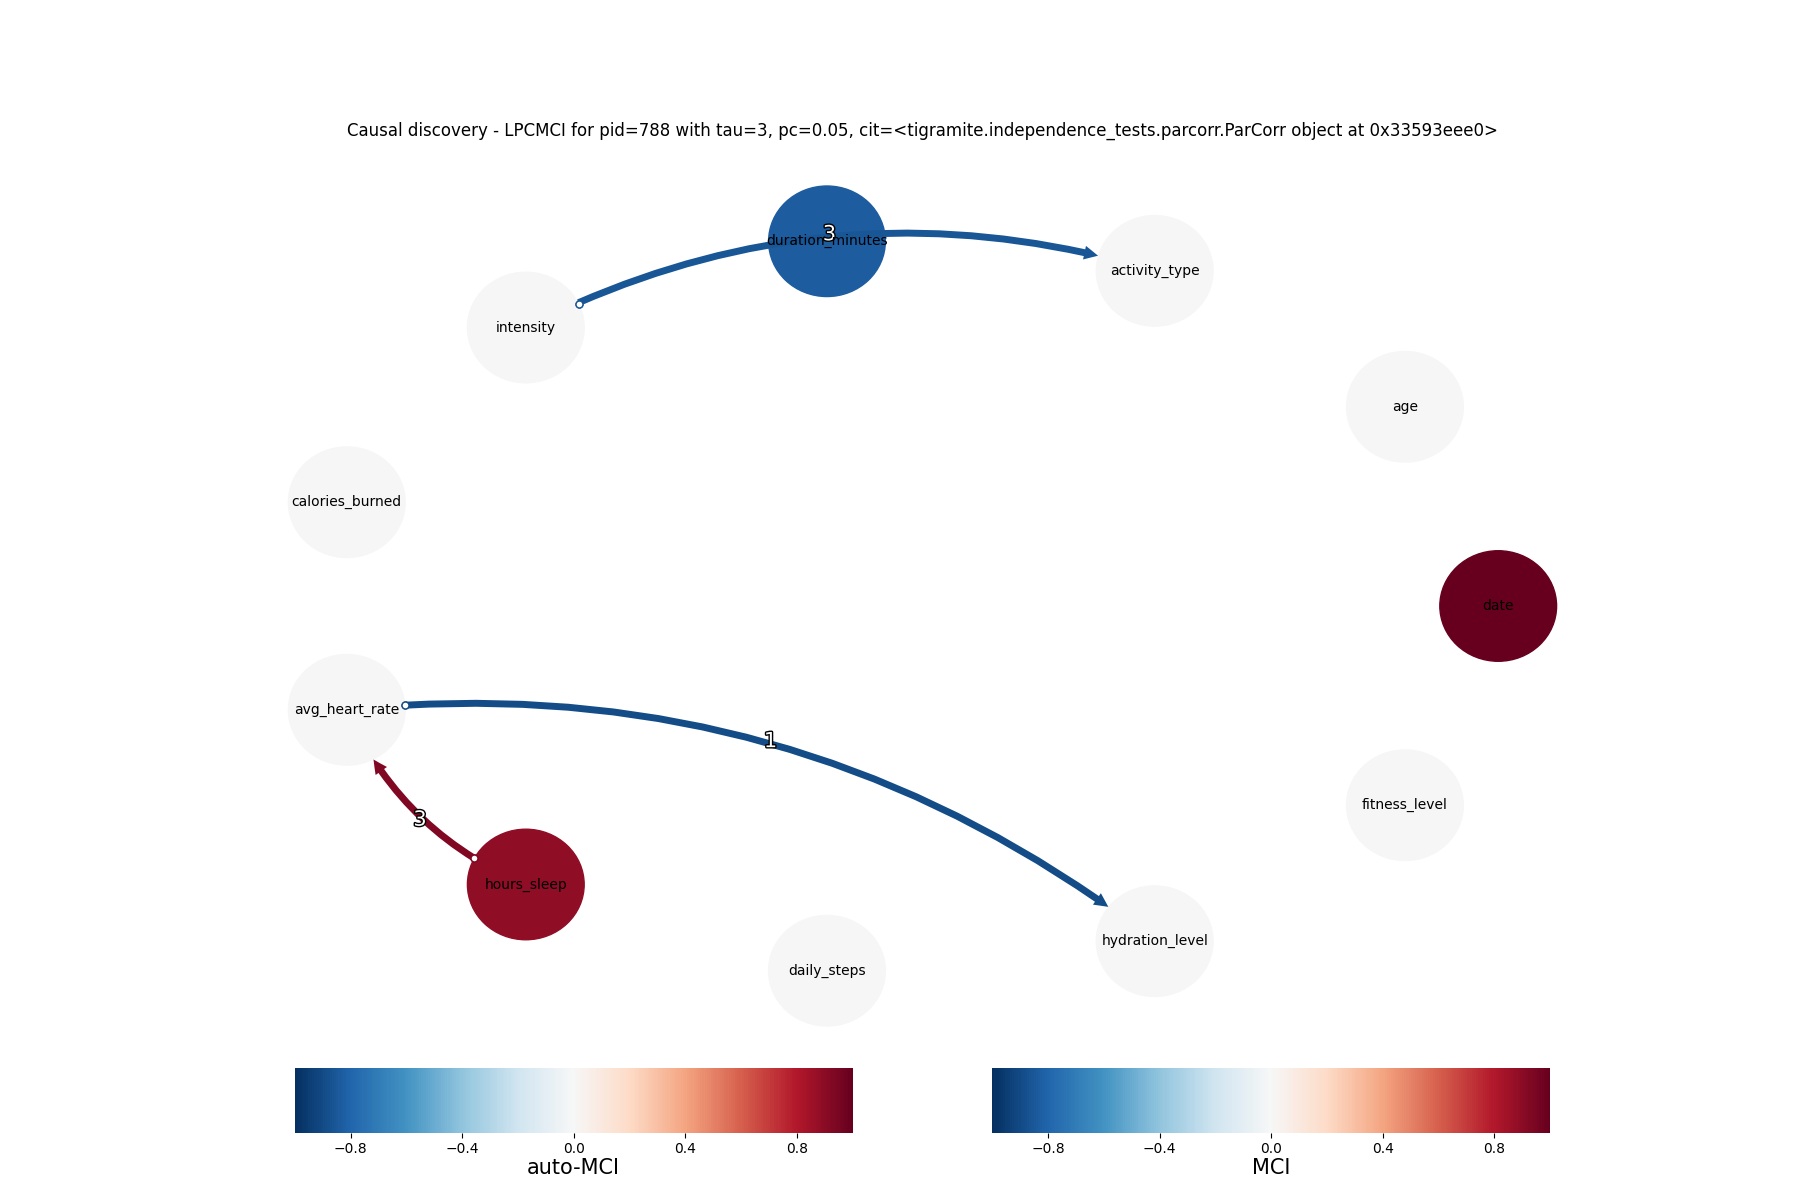 Causal discovery - LPCMCI for pid=788 with tau=3, pc=0.05, cit=<tigramite.independence_tests.parcorr.ParCorr object at 0x33593eee0>
3
duration_minutes
activity_type
intensity
age
calories_burned
date
avg_heart_rate
1
3
fitness_level
hours_sleep
hydration_level
daily_steps
−0.8 −0.4 0.0 0.4 0.8
auto-MCI
−0.8 −0.4 0.0 0.4 0.8
MCI